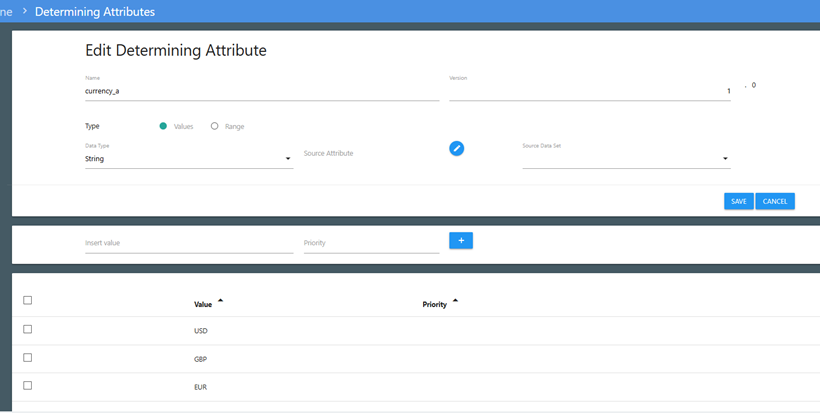 ne > Determining Attributes
Edit Determining Attribute
Name
Version
currency_a
1 . 0
Type Values Range
Data Type
Source Attribute
Source Data Set
String
SAVE CANCEL
Insert value Priority +
Value Priority
USD
GBP
EUR